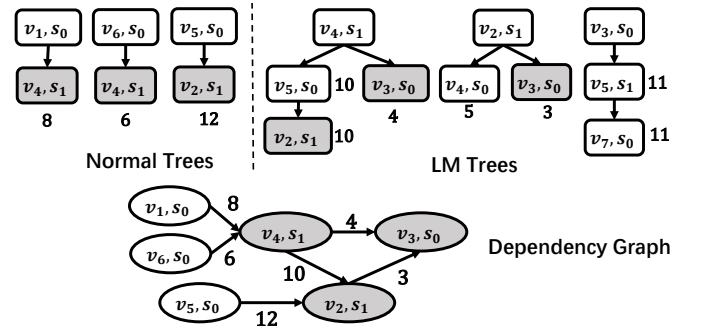 v₁, s₀ v₆, s₀ v₅, s₀ v₄, s₁ v₂, s₁ v₃, s₀
v₄, s₁ v₄, s₁ v₂, s₁ v₅, s₀ 10 v₃, s₀ v₄, s₀ v₃, s₀ v₅, s₁ 11
8 6 12 4 5 3
v₂, s₁ 10 v₇, s₀ 11
Normal Trees LM Trees
v₁, s₀ 8
v₄, s₁ 4 v₃, s₀
v₆, s₀ 6 Dependency Graph
10 3
v₅, s₀ 12 v₂, s₁